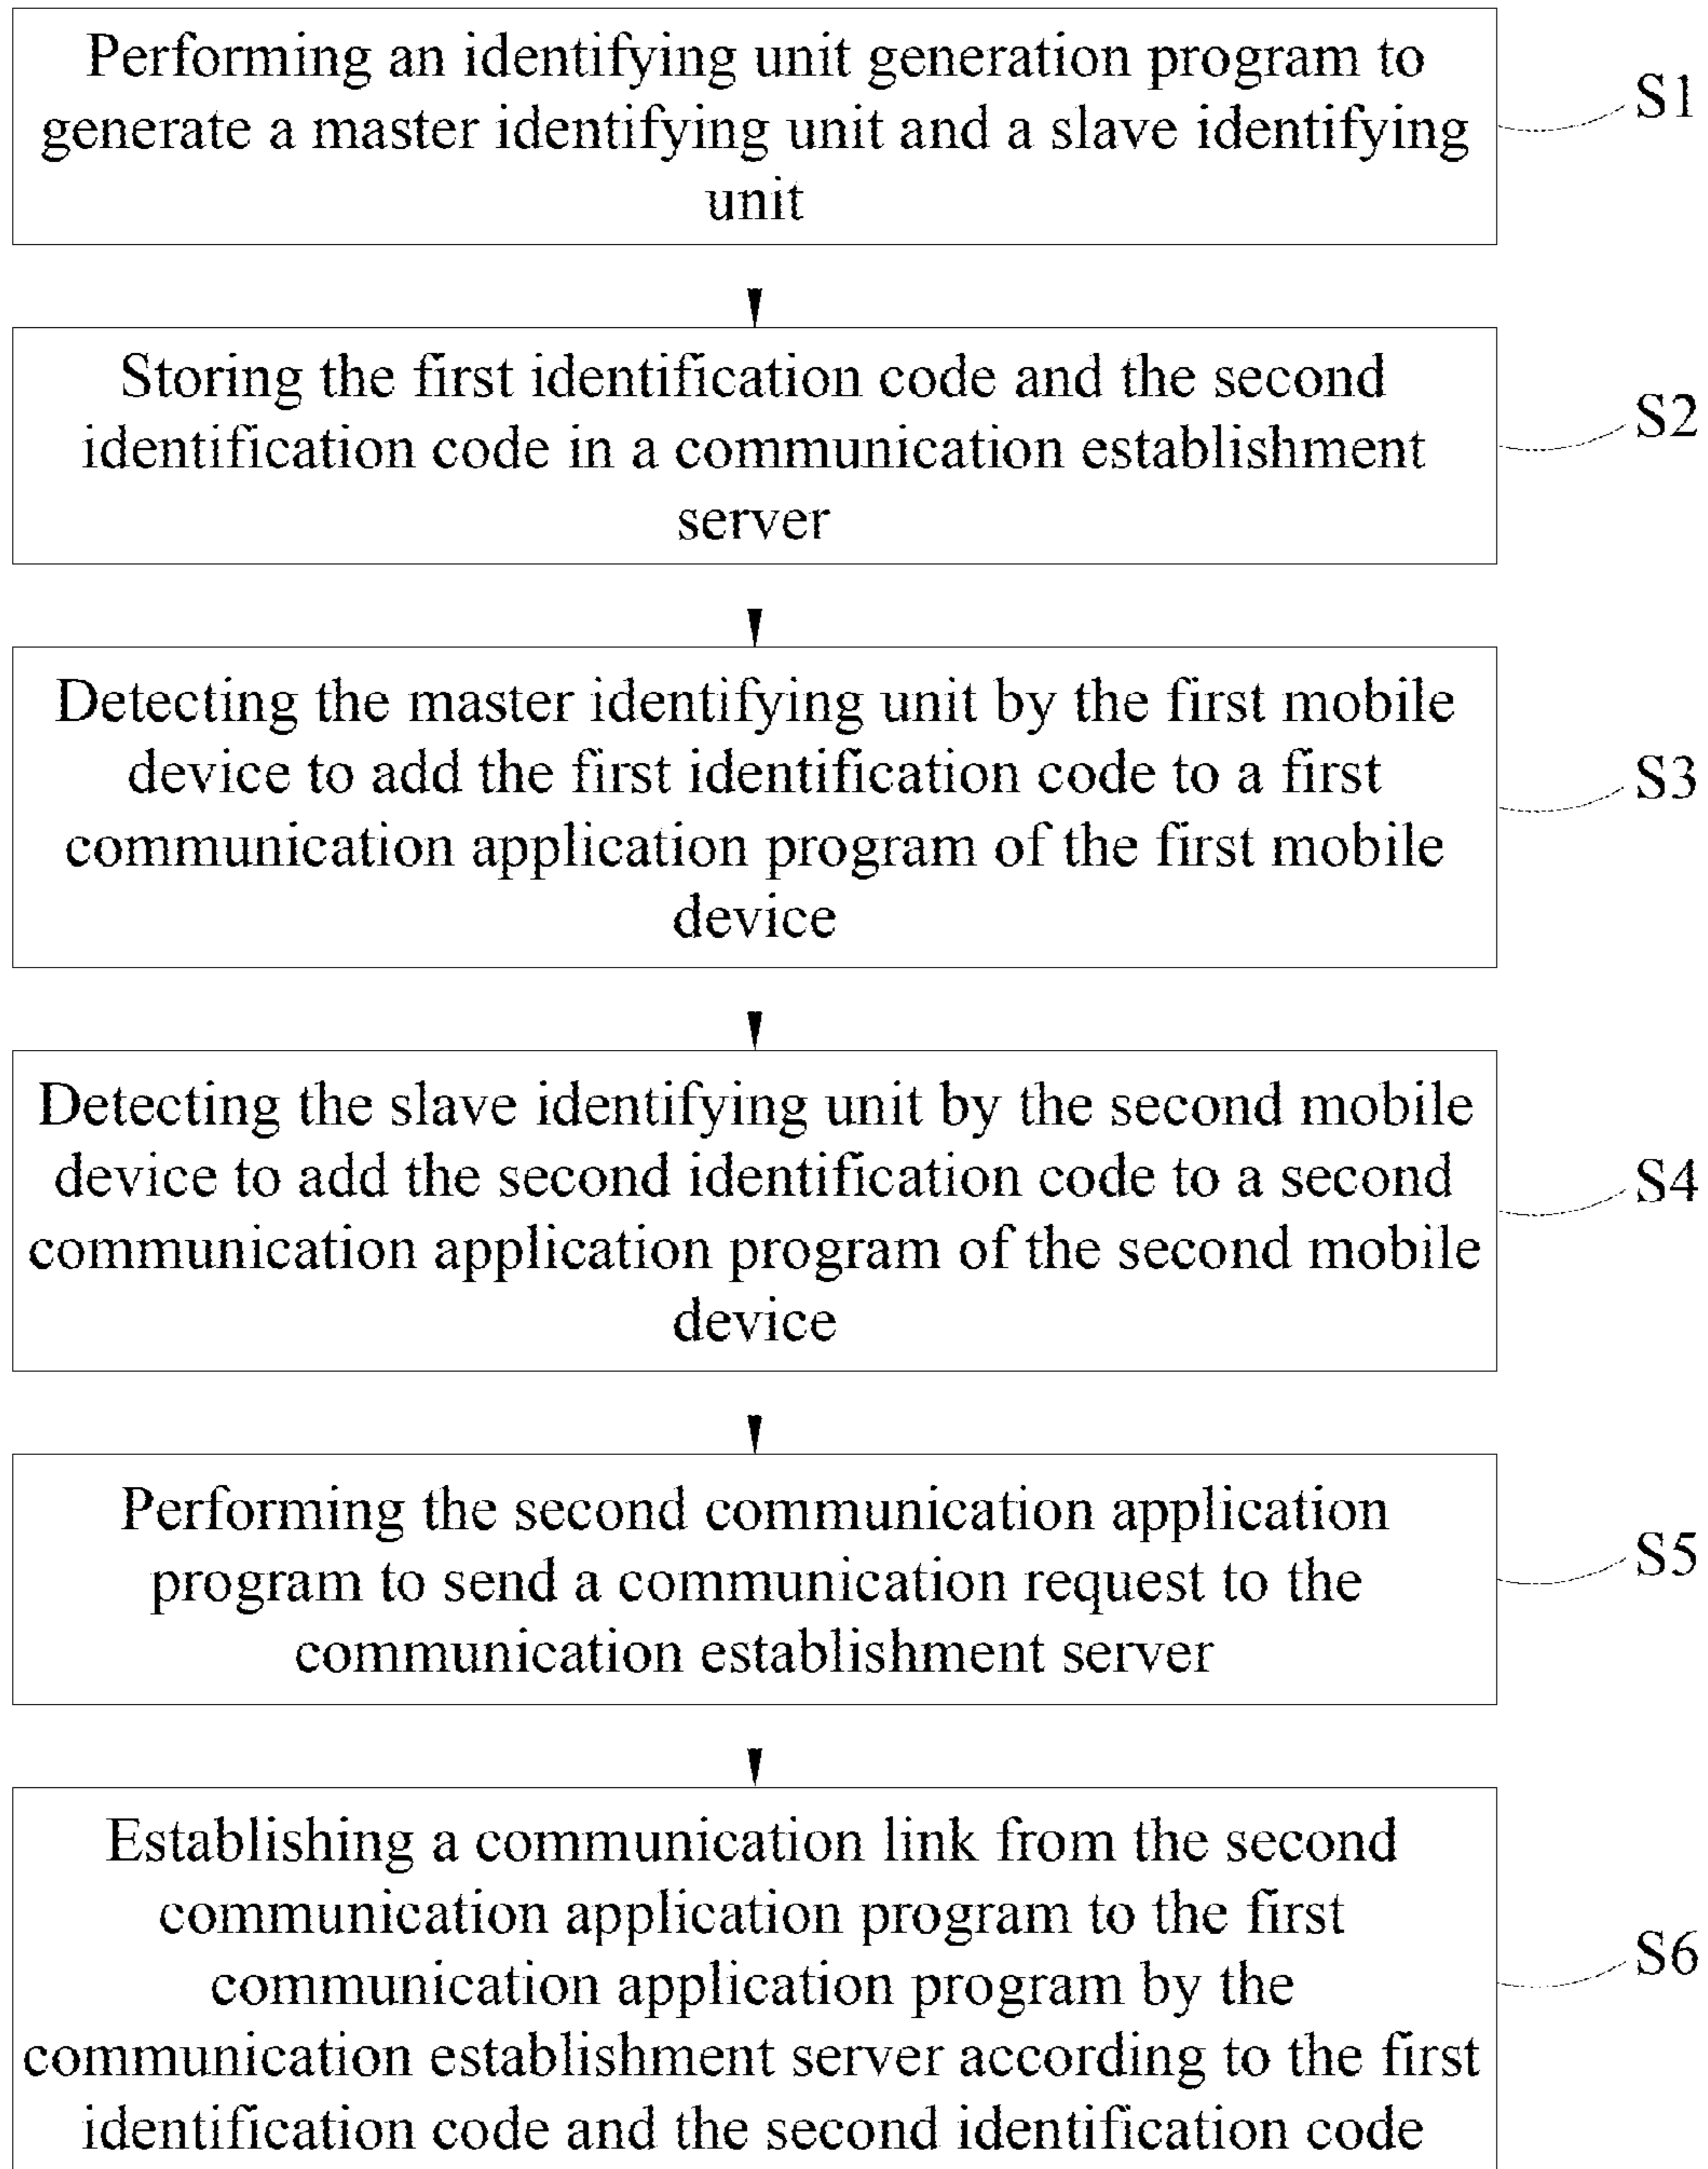 Performing an identifying unit generation program to
generate a master identifying unit and a slave identifying
unit
S1
Storing the first identification code and the second
identification code in a communication establishment
server
S2
Detecting the master identifying unit by the first mobile
device to add the first identification code to a first
communication application program of the first mobile
device
S3
Detecting the slave identifying unit by the second mobile
device to add the second identification code to a second
communication application program of the second mobile
device
S4
Performing the second communication application
program to send a communication request to the
communication establishment server
S5
Establishing a communication link from the second
communication application program to the first
communication application program by the
communication establishment server according to the first
identification code and the second identification code
S6